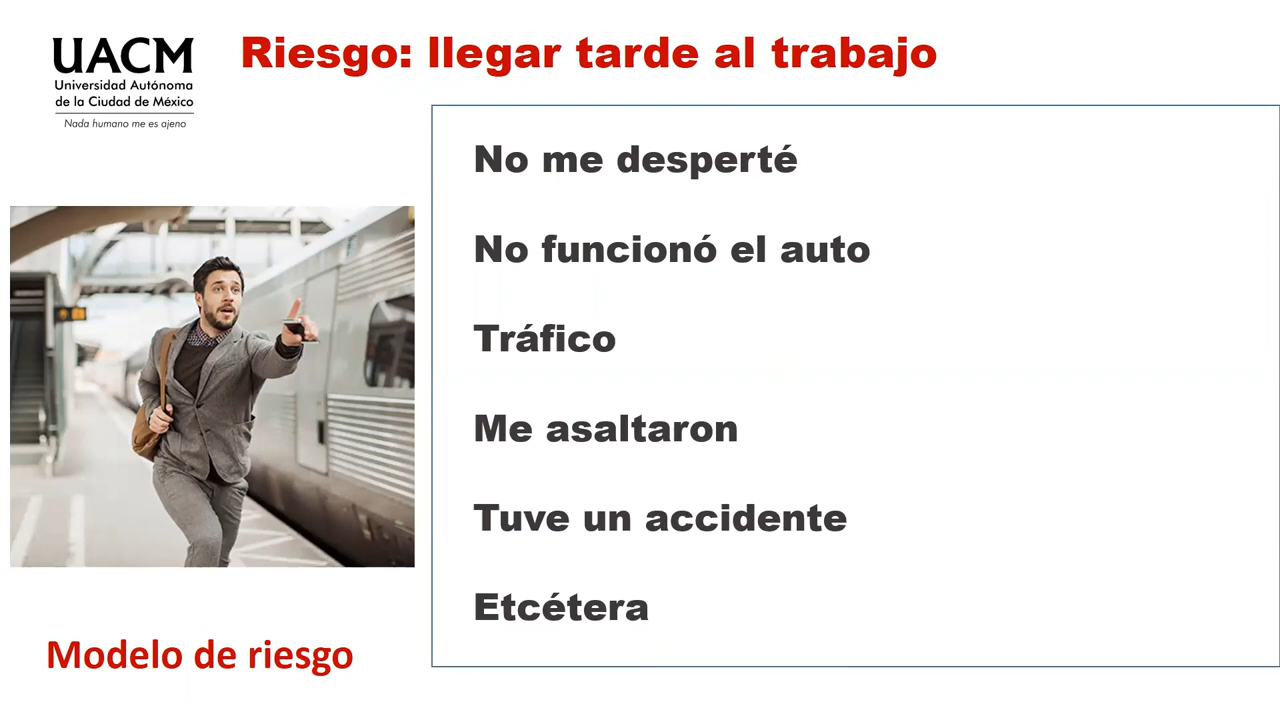 UACM
Universidad Autónoma
de la Ciudad de México
Nada humano me es ajeno
Riesgo: llegar tarde al trabajo
No me desperté
No funcionó el auto
Tráfico
Me asaltaron
Tuve un accidente
Etcétera
Modelo de riesgo